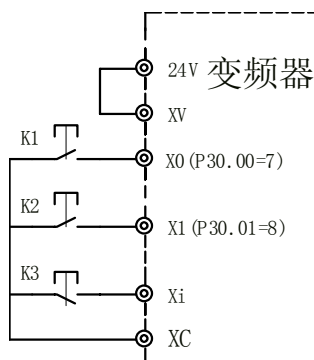 24V 变频器
XV
K1
X0(P30.00=7)
K2
X1(P30.01=8)
K3
Xi
XC